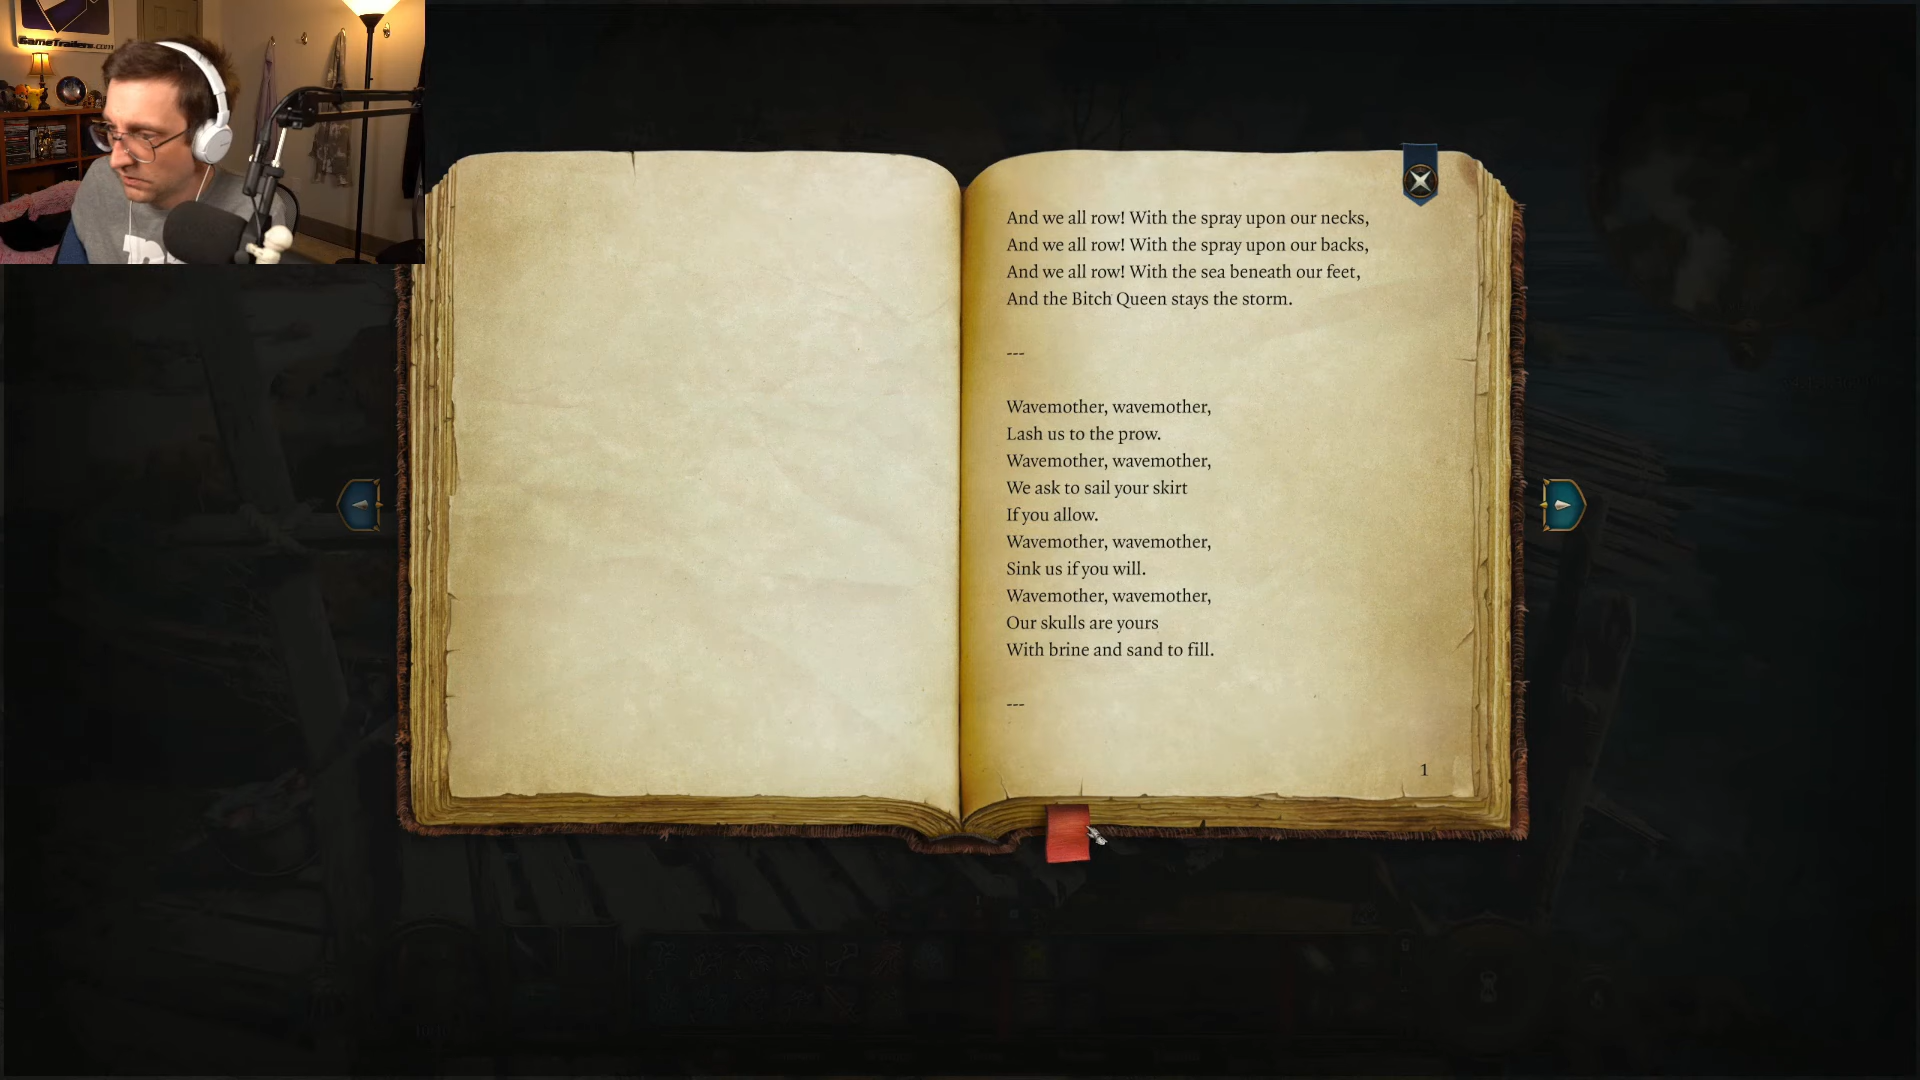 GameTrailers.com
And we all row! With the spray upon our necks,
And we all row! With the spray upon our backs,
And we all row! With the sea beneath our feet,
And the Bitch Queen stays the storm.
---
Wavemother, wavemother,
Lash us to the prow.
Wavemother, wavemother,
We ask to sail your skirt
If you allow.
Wavemother, wavemother,
Sink us if you will.
Wavemother, wavemother,
Our skulls are yours
With brine and sand to fill.
---
1